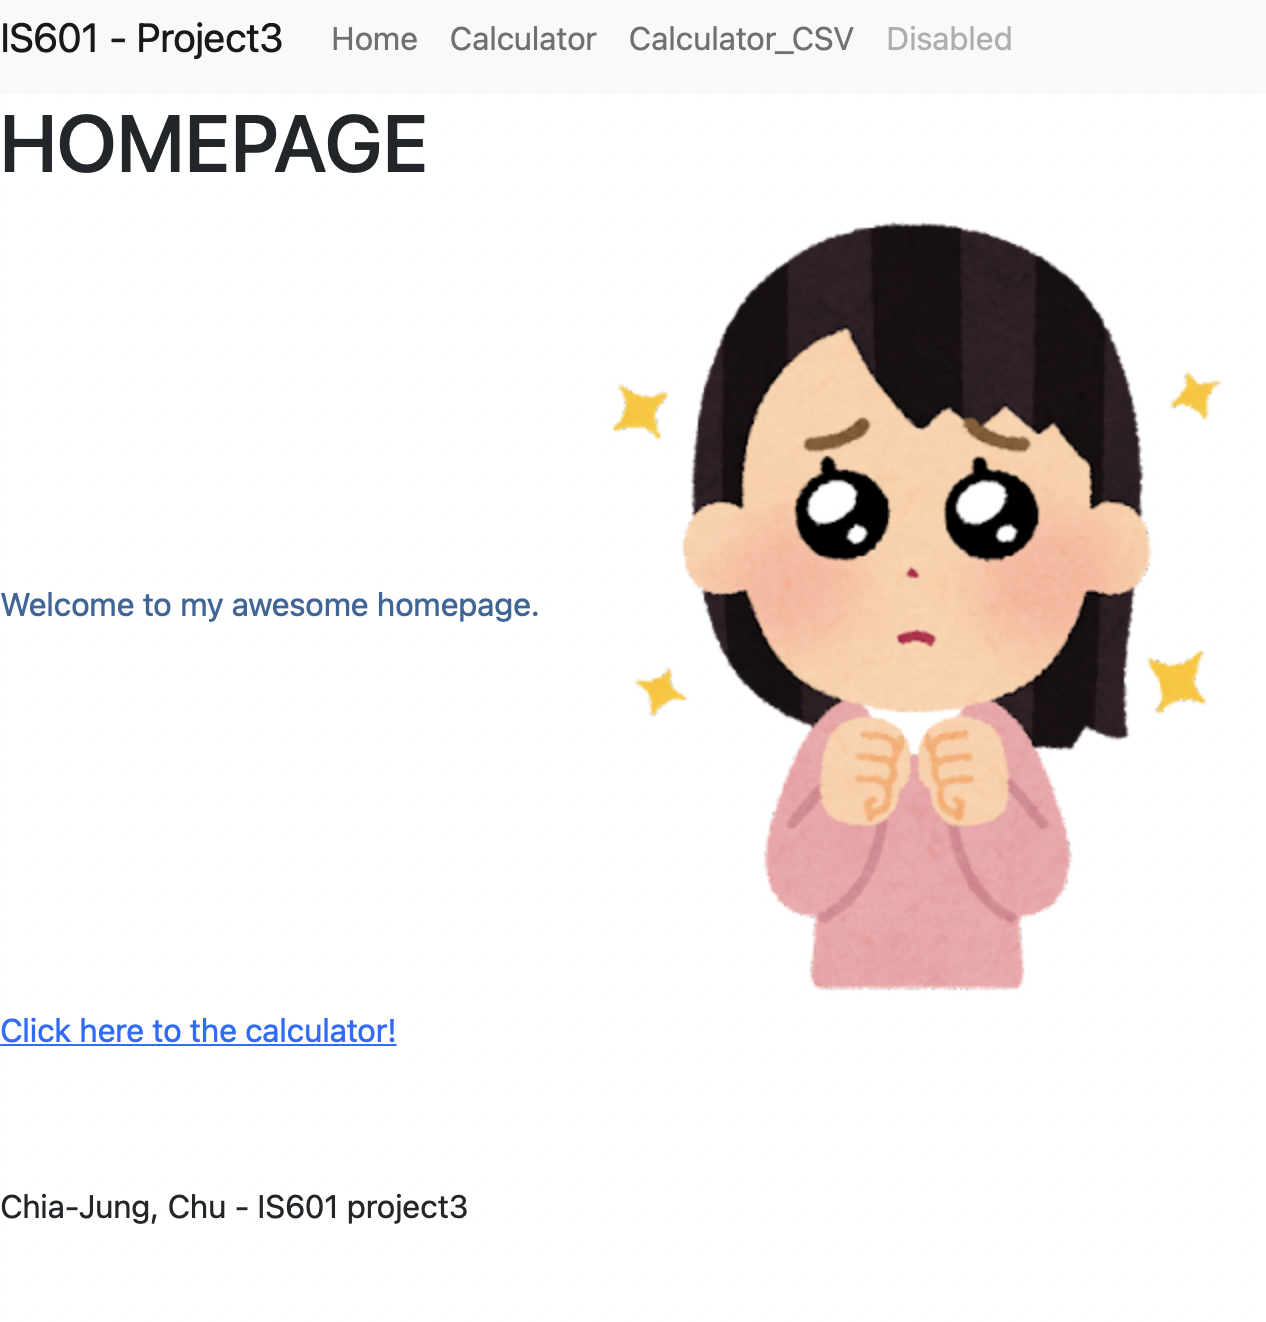 IS601 - Project3 Home Calculator Calculator_CSV Disabled
HOMEPAGE
Welcome to my awesome homepage.
Click here to the calculator!
Chia-Jung, Chu - IS601 project3